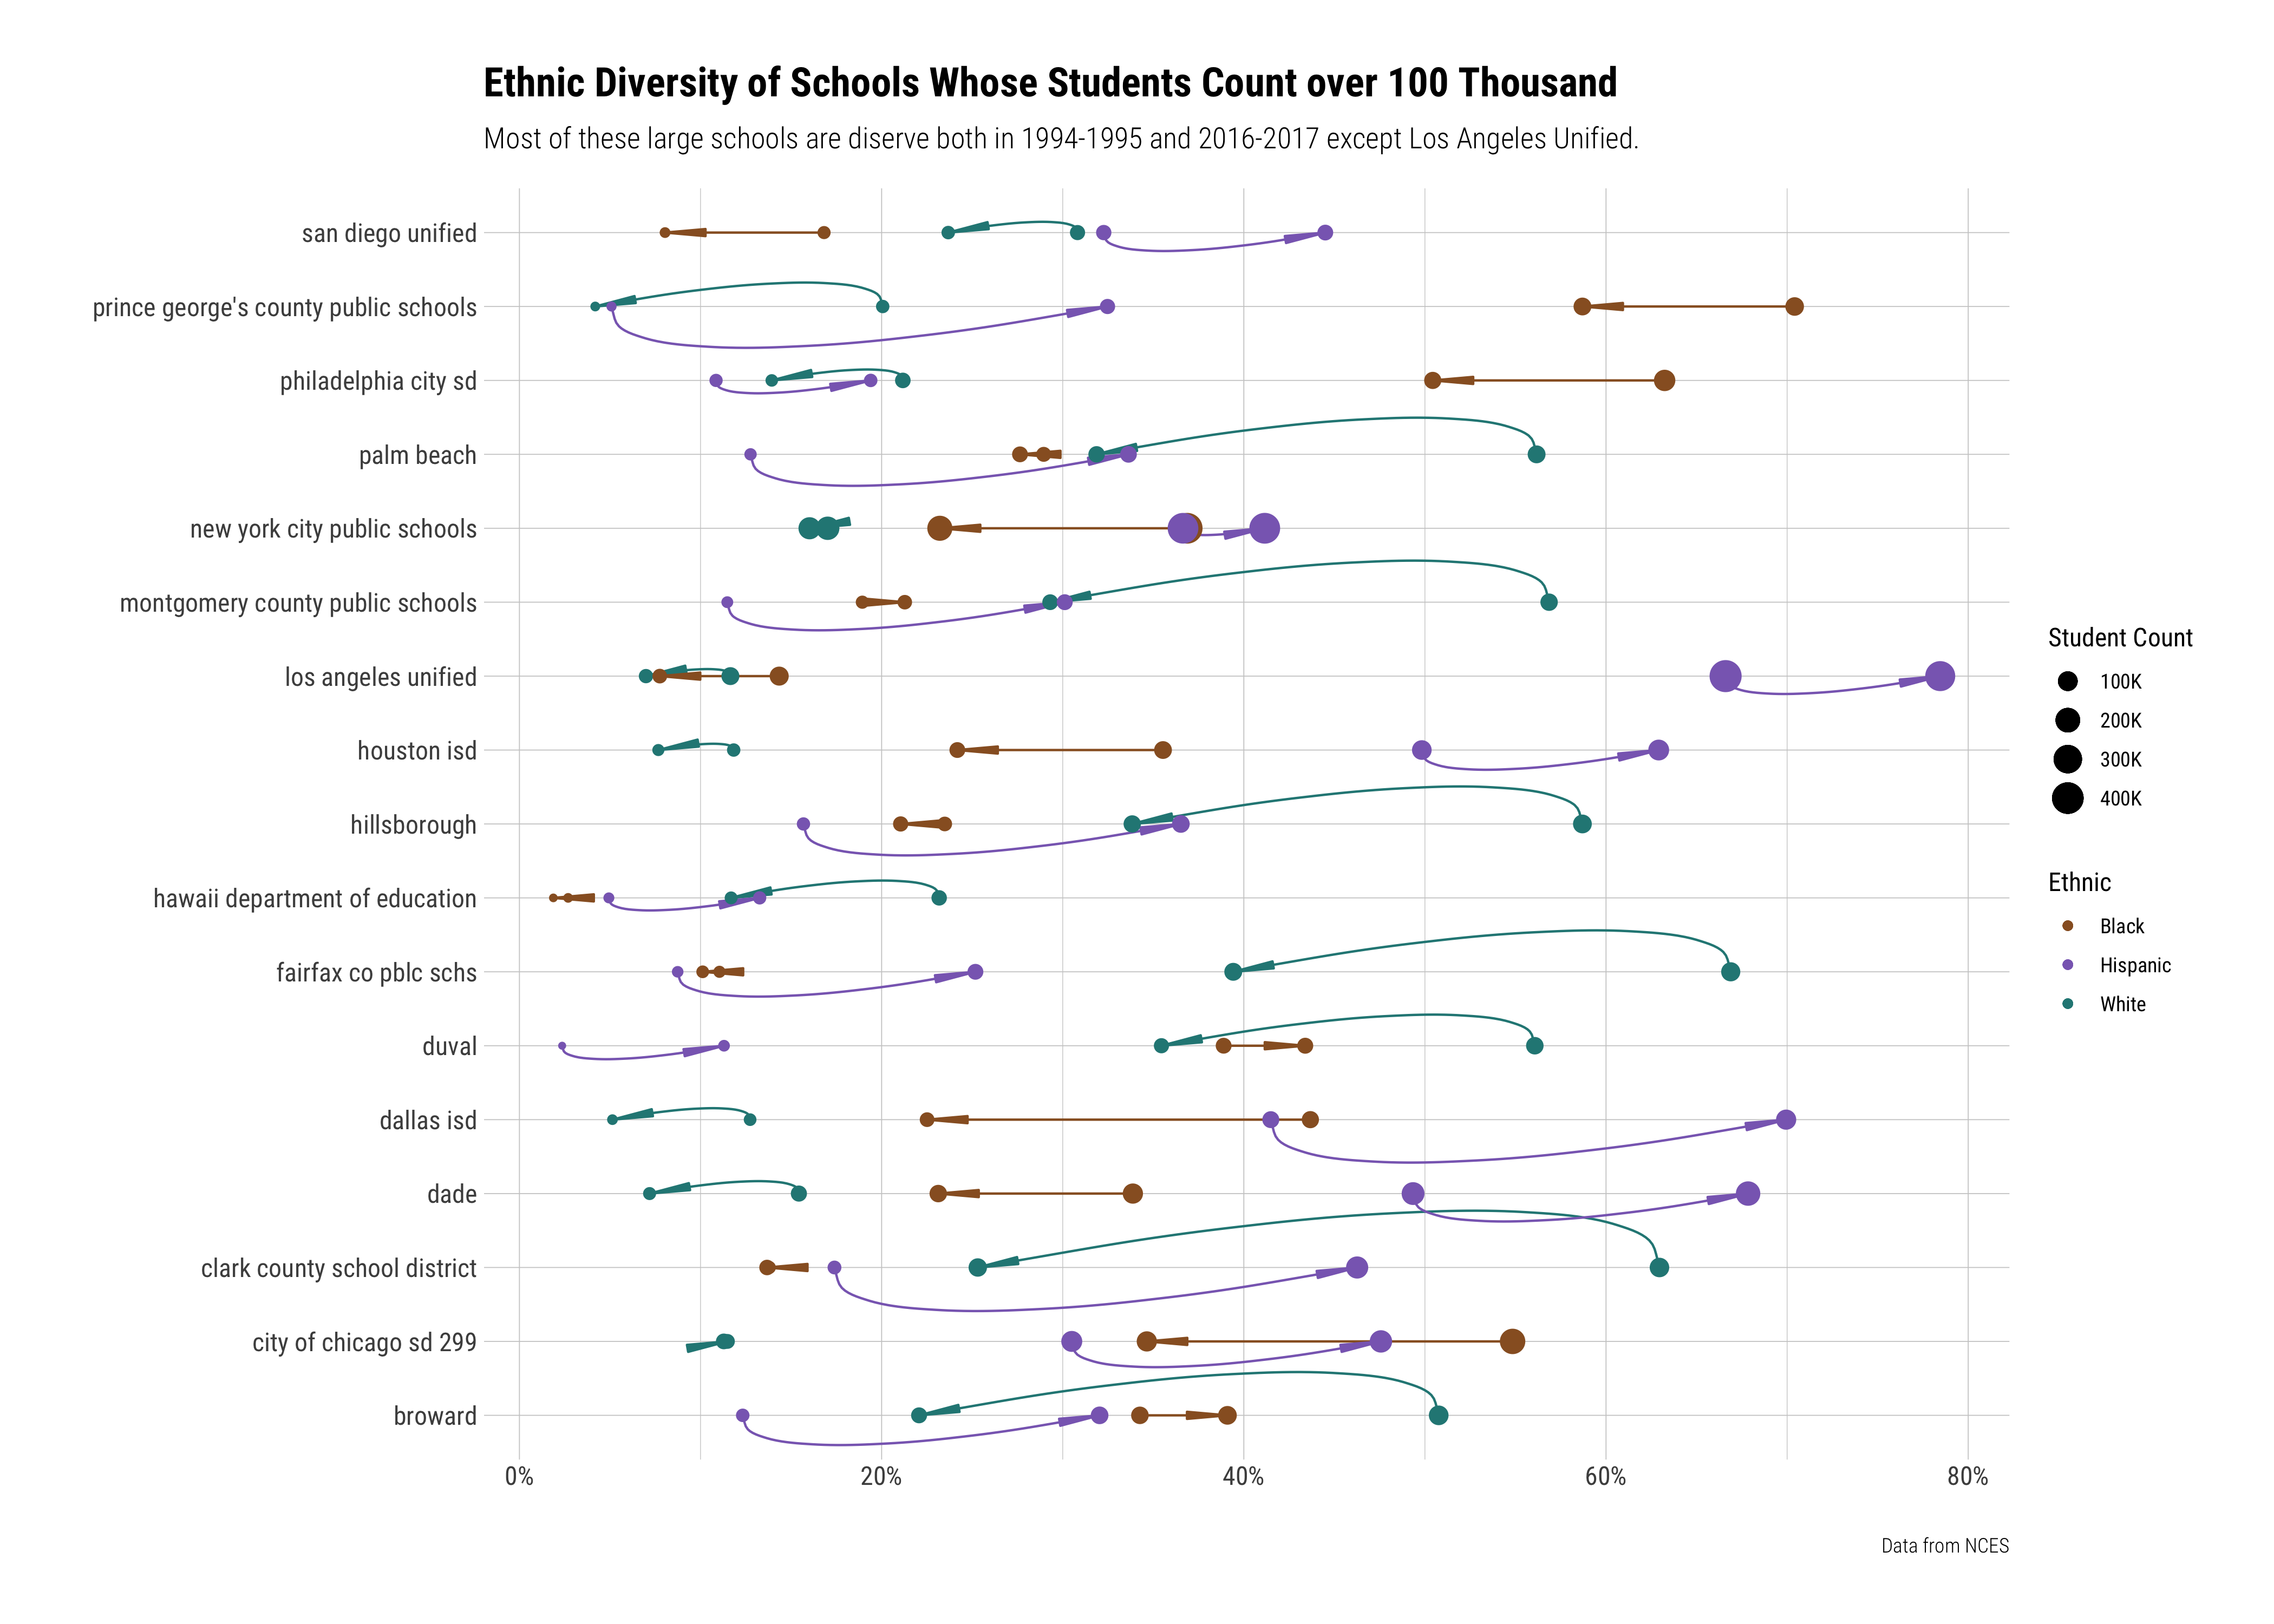 Ethnic Diversity of Schools Whose Students Count over 100 Thousand
Most of these large schools are diserve both in 1994-1995 and 2016-2017 except Los Angeles Unified.
san diego unified
prince george's county public schools
philadelphia city sd
palm beach
new york city public schools
montgomery county public schools
los angeles unified
houston isd
hillsborough
hawaii department of education
fairfax co pblc schs
duval
dallas isd
dade
clark county school district
city of chicago sd 299
broward
0% 20% 40% 60% 80%
Student Count
100K
200K
300K
400K
Ethnic
Black
Hispanic
White
Data from NCES